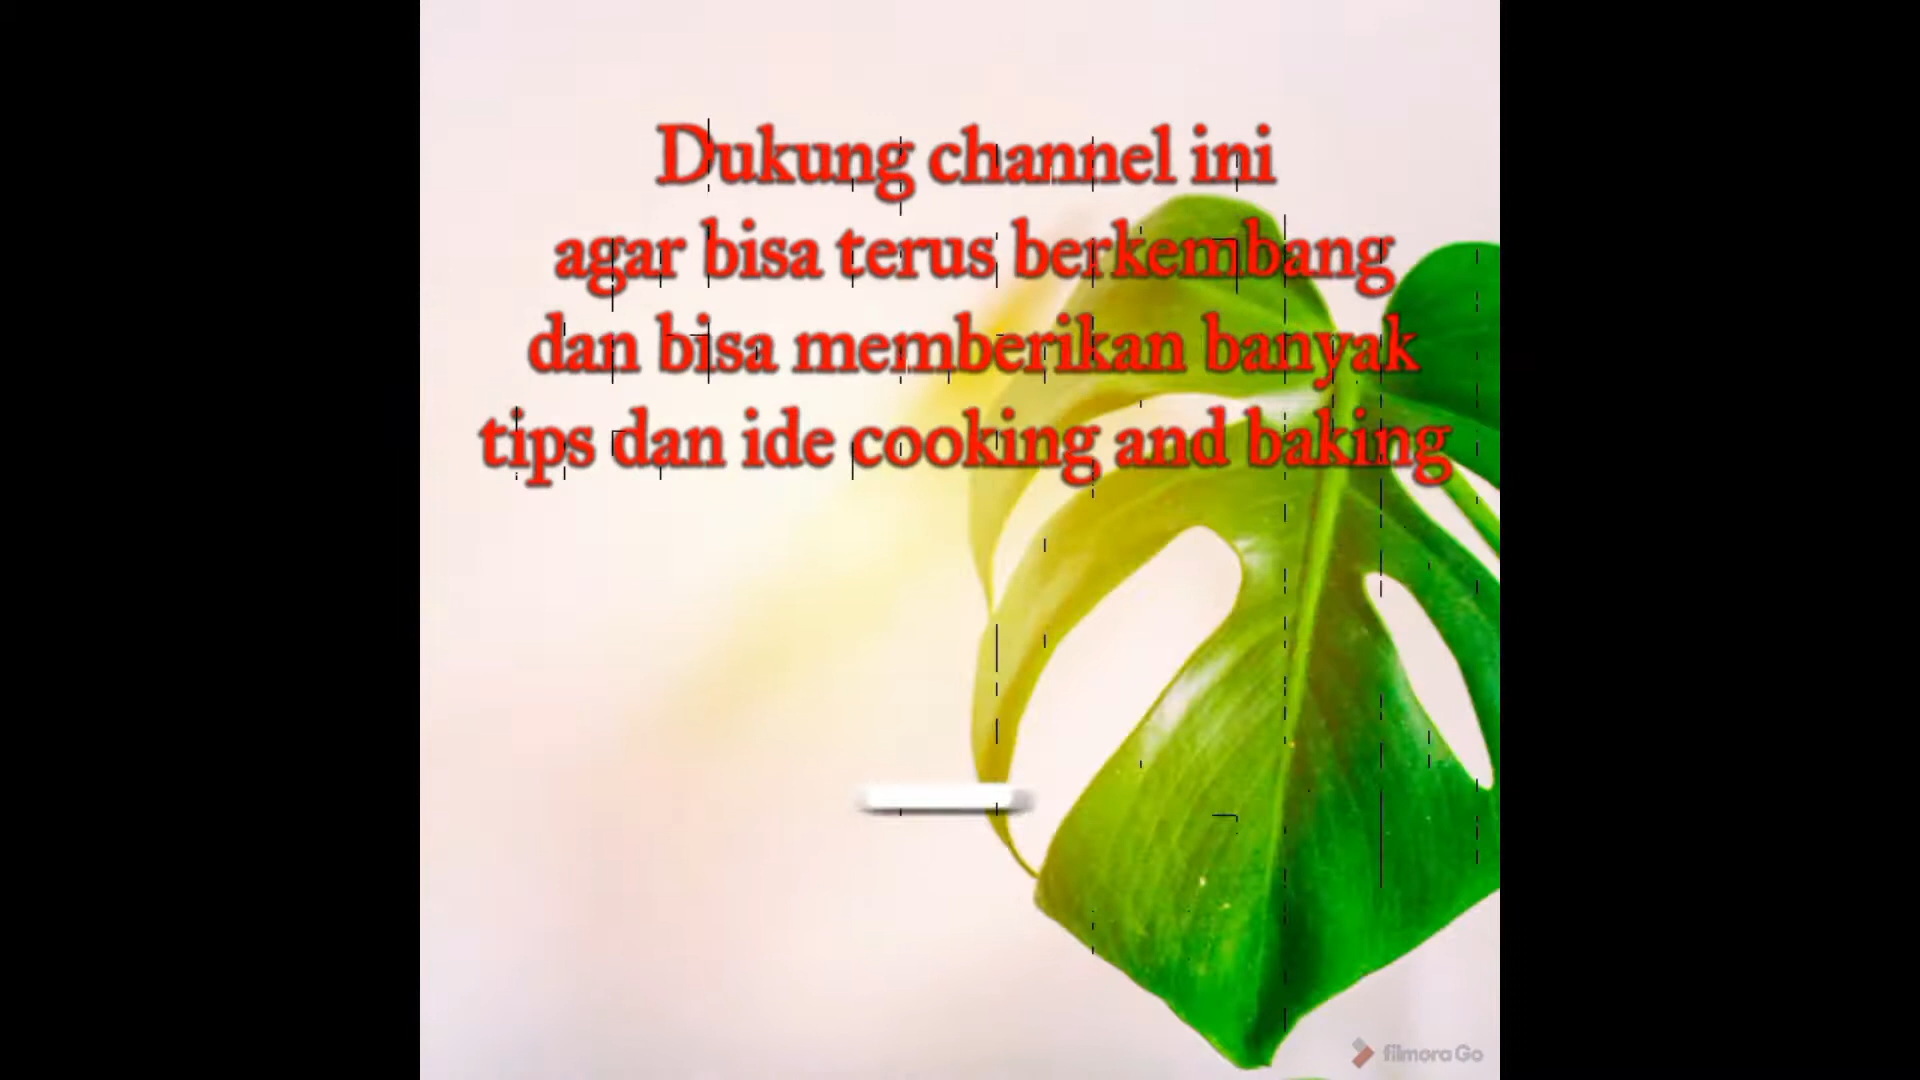 Dukung channel ini
agar bisa terus berkembang
dan bisa memberikan banyak
tips dan ide cooking and baking
filmora Go